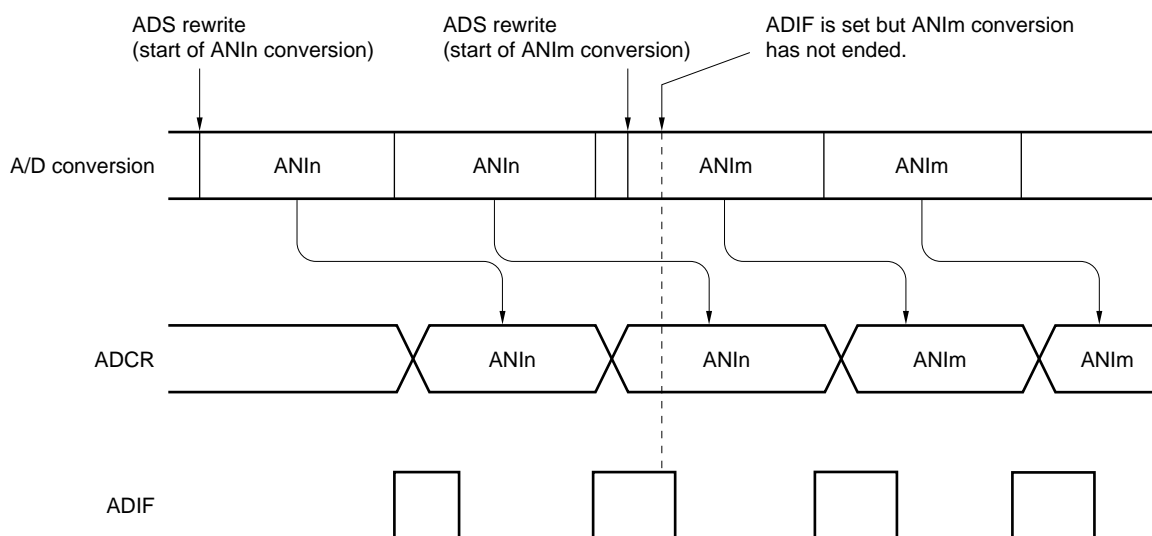 ADS rewrite
(start of ANIn conversion)
ADS rewrite
(start of ANIm conversion)
ADIF is set but ANIm conversion
has not ended.
A/D conversion
ANIn
ANIn
ANIm
ANIm
ADCR
ANIn
ANIn
ANIm
ANIm
ADIF